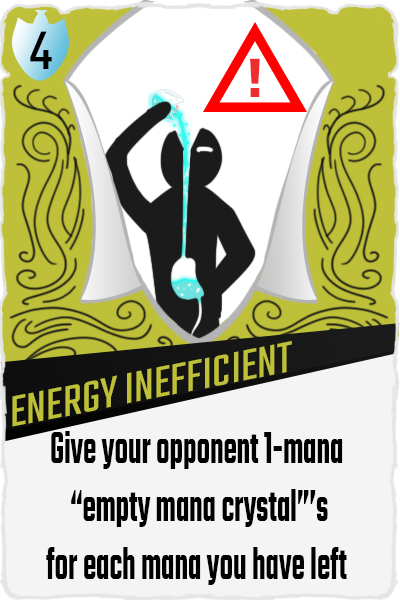 4
!
ENERGY INEFFICIENT
Give your opponent 1-mana
“empty mana crystal”’s
for each mana you have left